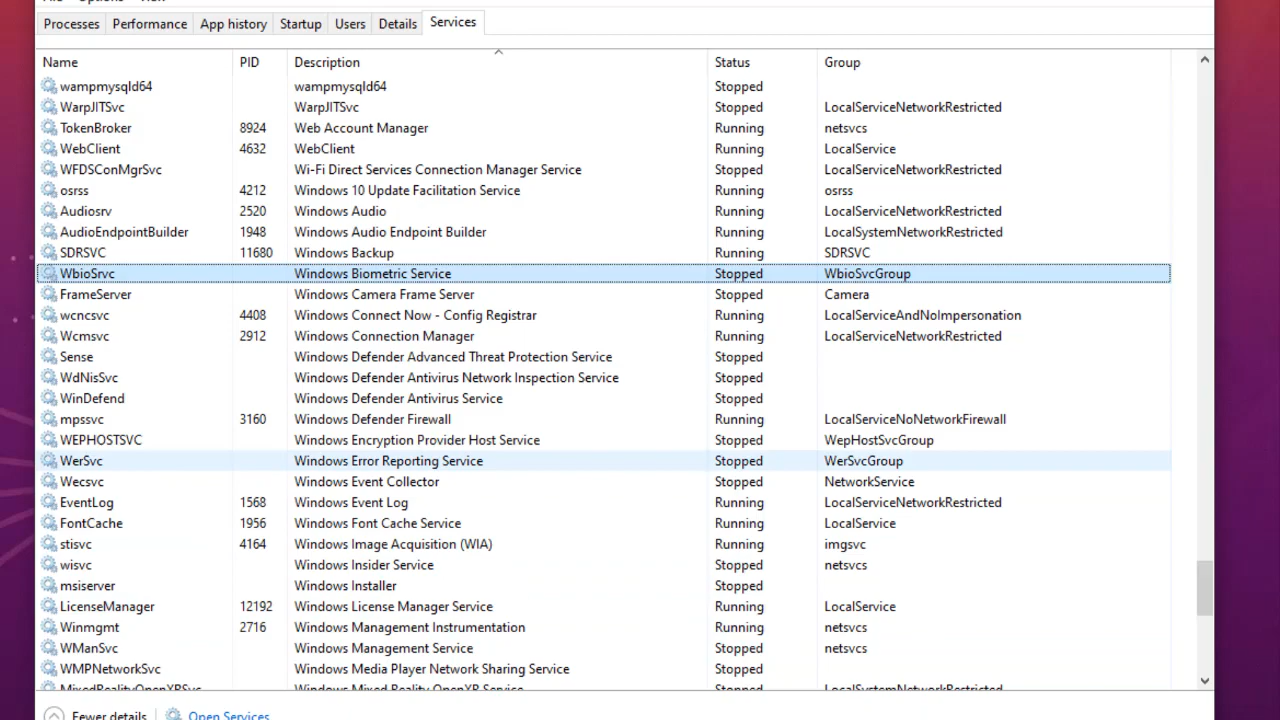 File Options View
Processes Performance App history Startup Users Details Services
Name PID Description Status Group
wampmysqld64 wampmysqld64 Stopped
WarpJITSvc WarpJITSvc Stopped LocalServiceNetworkRestricted
TokenBroker 8924 Web Account Manager Running netsvcs
WebClient 4632 WebClient Running LocalService
WFDSConMgrSvc Wi-Fi Direct Services Connection Manager Service Stopped LocalServiceNetworkRestricted
osrss 4212 Windows 10 Update Facilitation Service Running osrss
Audiosrv 2520 Windows Audio Running LocalServiceNetworkRestricted
AudioEndpointBuilder 1948 Windows Audio Endpoint Builder Running LocalSystemNetworkRestricted
SDRSVC 11680 Windows Backup Running SDRSVC
WbioSrvc Windows Biometric Service Stopped WbioSvcGroup
FrameServer Windows Camera Frame Server Stopped Camera
wcncsvc 4408 Windows Connect Now - Config Registrar Running LocalServiceAndNoImpersonation
Wcmsvc 2912 Windows Connection Manager Running LocalServiceNetworkRestricted
Sense Windows Defender Advanced Threat Protection Service Stopped
WdNisSvc Windows Defender Antivirus Network Inspection Service Stopped
WinDefend Windows Defender Antivirus Service Stopped
mpssvc 3160 Windows Defender Firewall Running LocalServiceNoNetworkFirewall
WEPHOSTSVC Windows Encryption Provider Host Service Stopped WepHostSvcGroup
WerSvc Windows Error Reporting Service Stopped WerSvcGroup
Wecsvc Windows Event Collector Stopped NetworkService
EventLog 1568 Windows Event Log Running LocalServiceNetworkRestricted
FontCache 1956 Windows Font Cache Service Running LocalService
stisvc 4164 Windows Image Acquisition (WIA) Running imgsvc
wisvc Windows Insider Service Stopped netsvcs
msiserver Windows Installer Stopped
LicenseManager 12192 Windows License Manager Service Running LocalService
Winmgmt 2716 Windows Management Instrumentation Running netsvcs
WManSvc Windows Management Service Stopped netsvcs
WMPNetworkSvc Windows Media Player Network Sharing Service Stopped
MixedRealityOpenXRSvc Windows Mixed Reality OpenXR Service Stopped LocalSystemNetworkRestricted
Fewer details Open Services